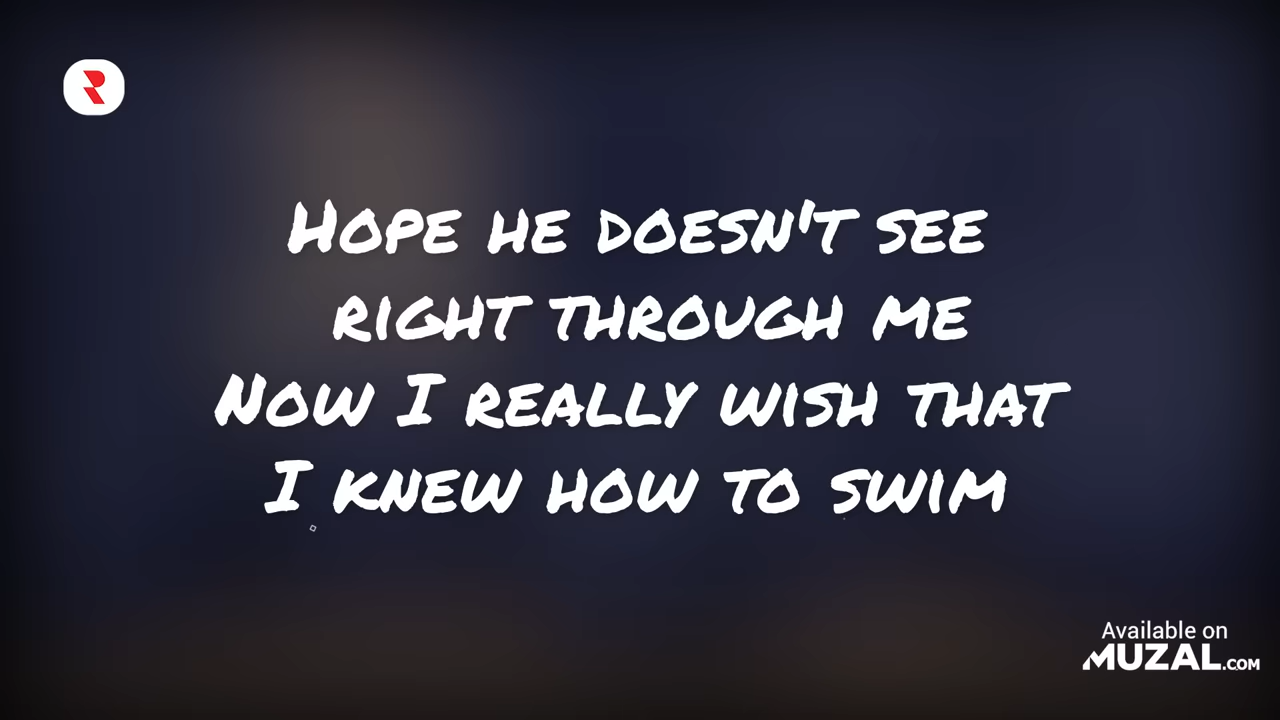 R
HOPE HE DOESN'T SEE
RIGHT THROUGH ME
NOW I REALLY WISH THAT
I KNEW HOW TO SWIM
Available on
MUZAL.COM